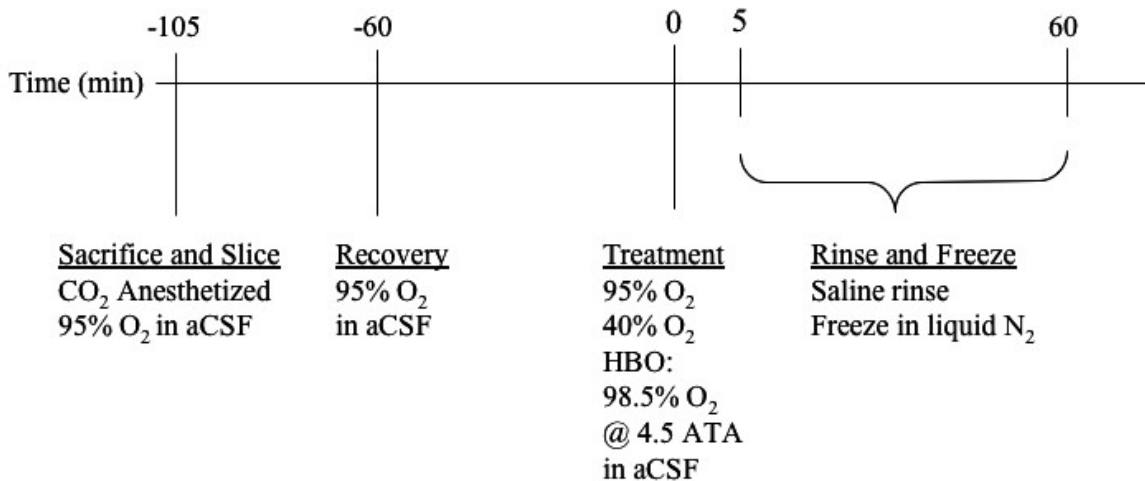 -105
-60
0
5
60
Time (min)
Sacrifice and Slice
CO₂ Anesthetized
95% O₂ in aCSF
Recovery
95% O₂
in aCSF
Treatment
95% O₂
40% O₂
HBO:
98.5% O₂
@ 4.5 ATA
in aCSF
Rinse and Freeze
Saline rinse
Freeze in liquid N₂